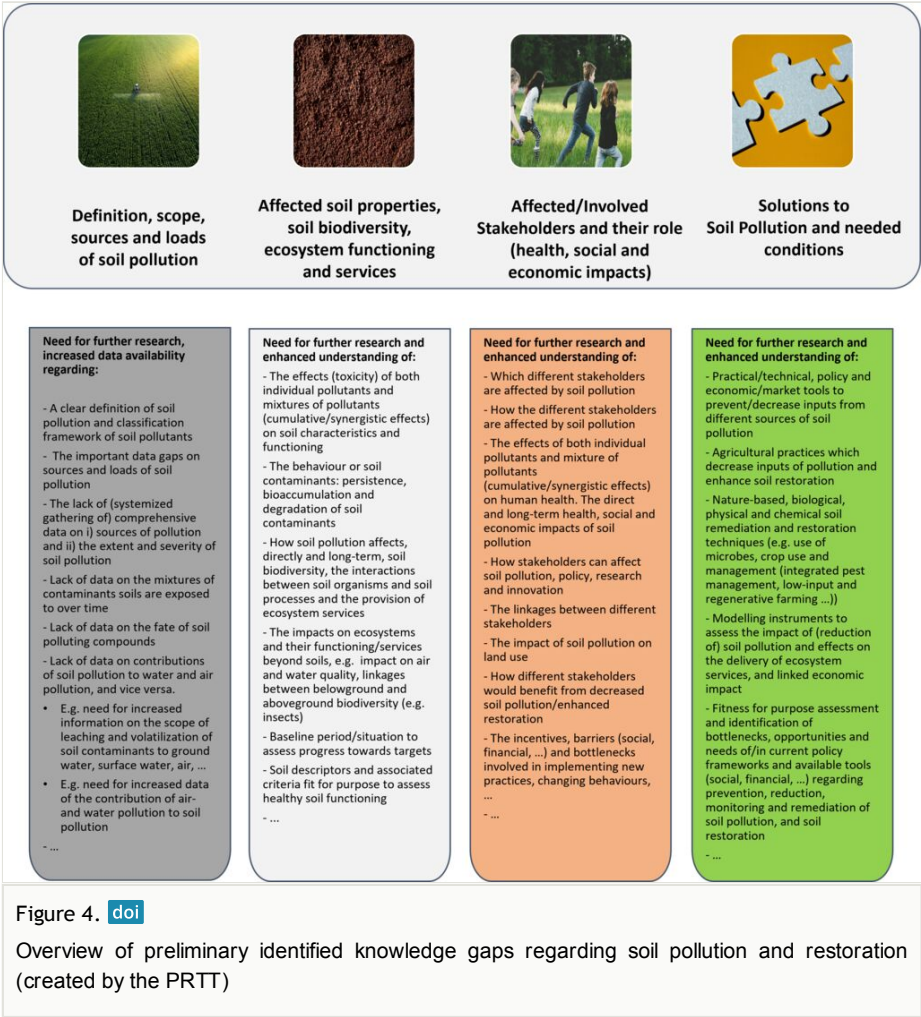 Definition, scope,
sources and loads
of soil pollution
Affected soil properties,
soil biodiversity,
ecosystem functioning
and services
Affected/Involved
Stakeholders and their role
(health, social and
economic impacts)
Solutions to
Soil Pollution and needed
conditions
Need for further research,
increased data availability
regarding:
- A clear definition of soil
pollution and classification
framework of soil pollutants
- The important data gaps on
sources and loads of soil
pollution
- The lack of (systemized
gathering of) comprehensive
data on i) sources of pollution
and ii) the extent and severity of
soil pollution
- Lack of data on the mixtures of
contaminants soils are exposed
to over time
- Lack of data on the fate of soil
polluting compounds
- Lack of data on contributions
of soil pollution to water and air
pollution, and vice versa.
• E.g. need for increased
information on the scope of
leaching and volatilization of
soil contaminants to ground
water, surface water, air, ...
• E.g. need for increased data
of the contribution of air-
and water pollution to soil
pollution
- ...
Need for further research and
enhanced understanding of:
- The effects (toxicity) of both
individual pollutants and
mixtures of pollutants
(cumulative/synergistic effects)
on soil characteristics and
functioning
- The behaviour or soil
contaminants: persistence,
bioaccumulation and
degradation of soil
contaminants
- How soil pollution affects,
directly and long-term, soil
biodiversity, the interactions
between soil organisms and soil
processes and the provision of
ecosystem services
- The impacts on ecosystems
and their functioning/services
beyond soils, e.g. impact on air
and water quality, linkages
between belowground and
aboveground biodiversity (e.g.
insects)
- Baseline period/situation to
assess progress towards targets
- Soil descriptors and associated
criteria fit for purpose to assess
healthy soil functioning
- ...
Need for further research and
enhanced understanding of:
- Which different stakeholders
are affected by soil pollution
- How the different stakeholders
are affected by soil pollution
- The effects of both individual
pollutants and mixture of
pollutants
(cumulative/synergistic effects)
on human health. The direct
and long-term health, social and
economic impacts of soil
pollution
- How stakeholders can affect
soil pollution, policy, research
and innovation
- The linkages between different
stakeholders
- The impact of soil pollution on
land use
- How different stakeholders
would benefit from decreased
soil pollution/enhanced
restoration
- The incentives, barriers (social,
financial, ...) and bottlenecks
involved in implementing new
practices, changing behaviours,
...
- ...
Need for further research and
enhanced understanding of:
- Practical/technical, policy and
economic/market tools to
prevent/decrease inputs from
different sources of soil
pollution
- Agricultural practices which
decrease inputs of pollution and
enhance soil restoration
- Nature-based, biological,
physical and chemical soil
remediation and restoration
techniques (e.g. use of
microbes, crop use and
management (integrated pest
management, low-input and
regenerative farming ...))
- Modelling instruments to
assess the impact of (reduction
of) soil pollution and effects on
the delivery of ecosystem
services, and linked economic
impact
- Fitness for purpose assessment
and identification of
bottlenecks, opportunities and
needs of/in current policy
frameworks and available tools
(social, financial, ...) regarding
prevention, reduction,
monitoring and remediation of
soil pollution, and soil
restoration
- ...
Figure 4. doi
Overview of preliminary identified knowledge gaps regarding soil pollution and restoration
(created by the PRTT)